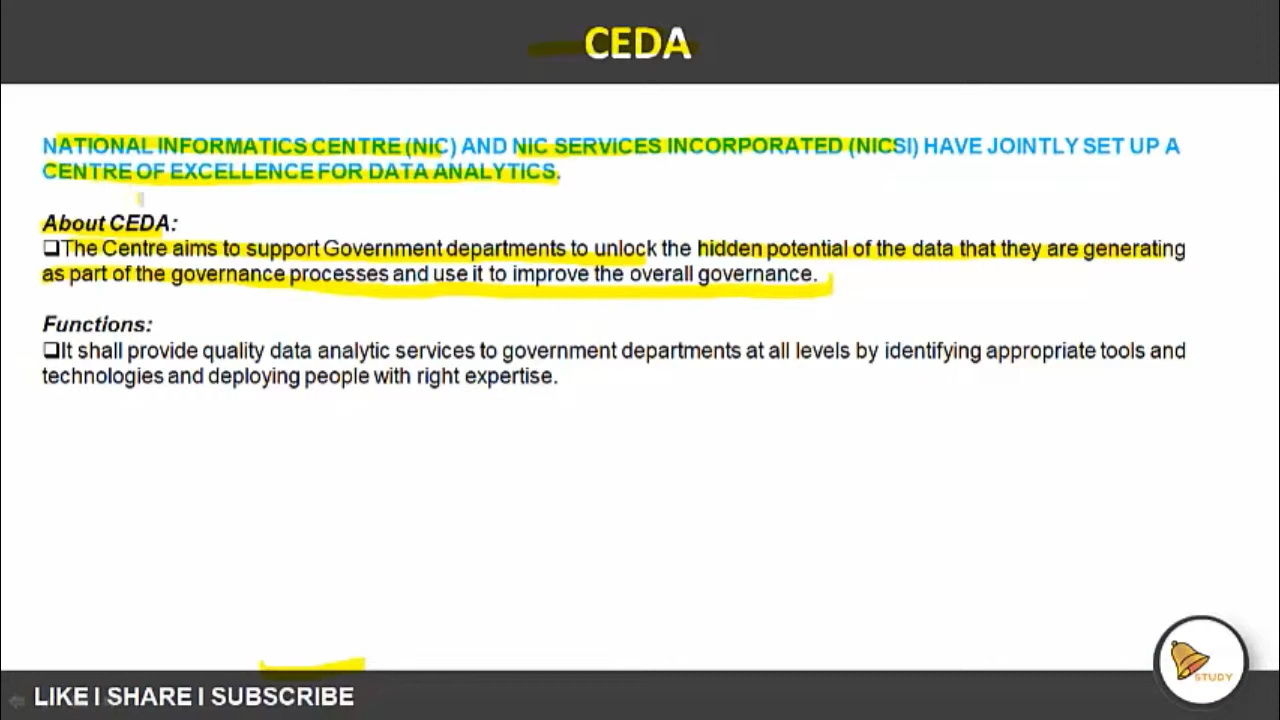 CEDA
NATIONAL INFORMATICS CENTRE (NIC) AND NIC SERVICES INCORPORATED (NICSI) HAVE JOINTLY SET UP A
CENTRE OF EXCELLENCE FOR DATA ANALYTICS.
About CEDA:
❑The Centre aims to support Government departments to unlock the hidden potential of the data that they are generating
as part of the governance processes and use it to improve the overall governance.
Functions:
❑It shall provide quality data analytic services to government departments at all levels by identifying appropriate tools and
technologies and deploying people with right expertise.
STUDY
LIKE I SHARE I SUBSCRIBE